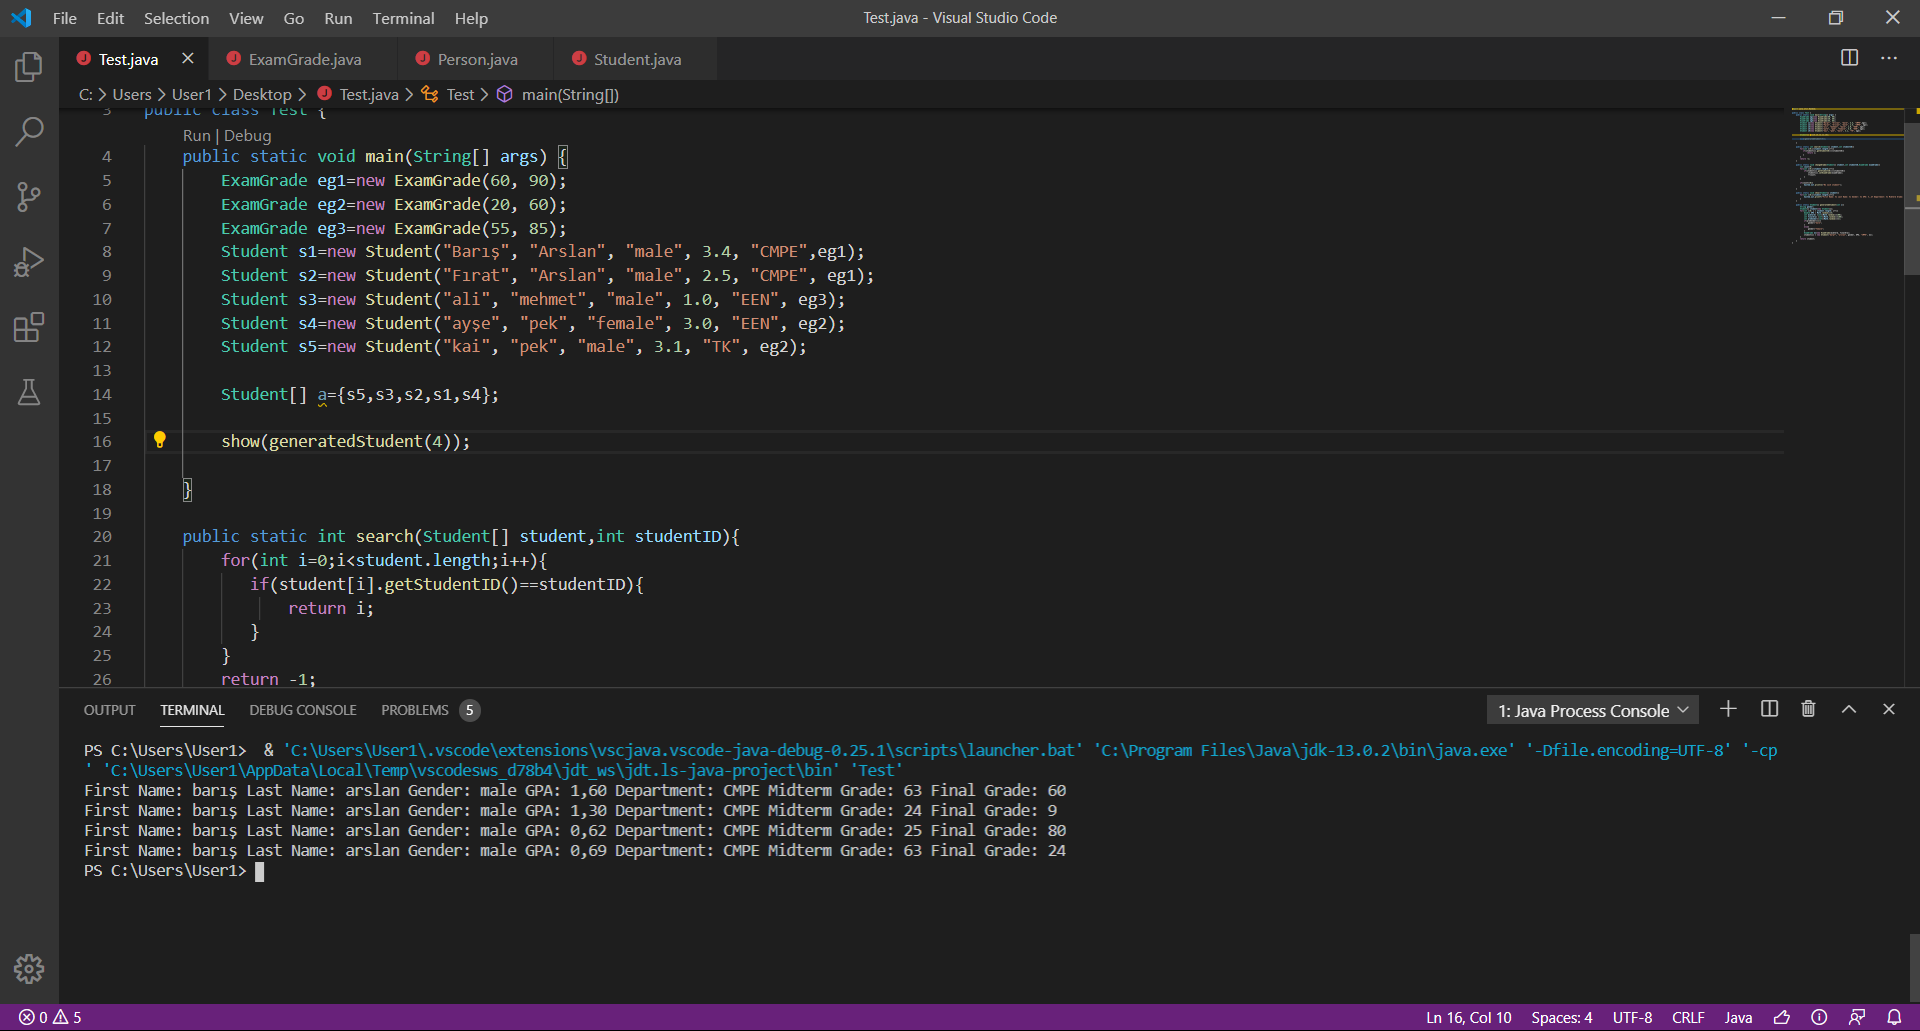 File Edit Selection View Go Run Terminal Help Test.java - Visual Studio Code
Test.java ExamGrade.java Person.java Student.java
C: > Users > User1 > Desktop > Test.java > Test > main(String[])
3 public class Test {
Run | Debug
4 public static void main(String[] args) {
5 ExamGrade eg1=new ExamGrade(60, 90);
6 ExamGrade eg2=new ExamGrade(20, 60);
7 ExamGrade eg3=new ExamGrade(55, 85);
8 Student s1=new Student("Barış", "Arslan", "male", 3.4, "CMPE",eg1);
9 Student s2=new Student("Fırat", "Arslan", "male", 2.5, "CMPE", eg1);
10 Student s3=new Student("ali", "mehmet", "male", 1.0, "EEN", eg3);
11 Student s4=new Student("ayşe", "pek", "female", 3.0, "EEN", eg2);
12 Student s5=new Student("kai", "pek", "male", 3.1, "TK", eg2);
13
14 Student[] a={s5,s3,s2,s1,s4};
15
16 show(generatedStudent(4));
17
18 }
19
20 public static int search(Student[] student,int studentID){
21 for(int i=0;i<student.length;i++){
22 if(student[i].getStudentID()==studentID){
23 return i;
24 }
25 }
26 return -1;
OUTPUT TERMINAL DEBUG CONSOLE PROBLEMS 5 1: Java Process Console
PS C:\Users\User1> & 'C:\Users\User1\.vscode\extensions\vscjava.vscode-java-debug-0.25.1\scripts\launcher.bat' 'C:\Program Files\Java\jdk-13.0.2\bin\java.exe' '-Dfile.encoding=UTF-8' '-cp
' 'C:\Users\User1\AppData\Local\Temp\vscodesws_d78b4\jdt_ws\jdt.ls-java-project\bin' 'Test'
First Name: barış Last Name: arslan Gender: male GPA: 1,60 Department: CMPE Midterm Grade: 63 Final Grade: 60
First Name: barış Last Name: arslan Gender: male GPA: 1,30 Department: CMPE Midterm Grade: 24 Final Grade: 9
First Name: barış Last Name: arslan Gender: male GPA: 0,62 Department: CMPE Midterm Grade: 25 Final Grade: 80
First Name: barış Last Name: arslan Gender: male GPA: 0,69 Department: CMPE Midterm Grade: 63 Final Grade: 24
PS C:\Users\User1>
0 5 Ln 16, Col 10 Spaces: 4 UTF-8 CRLF Java